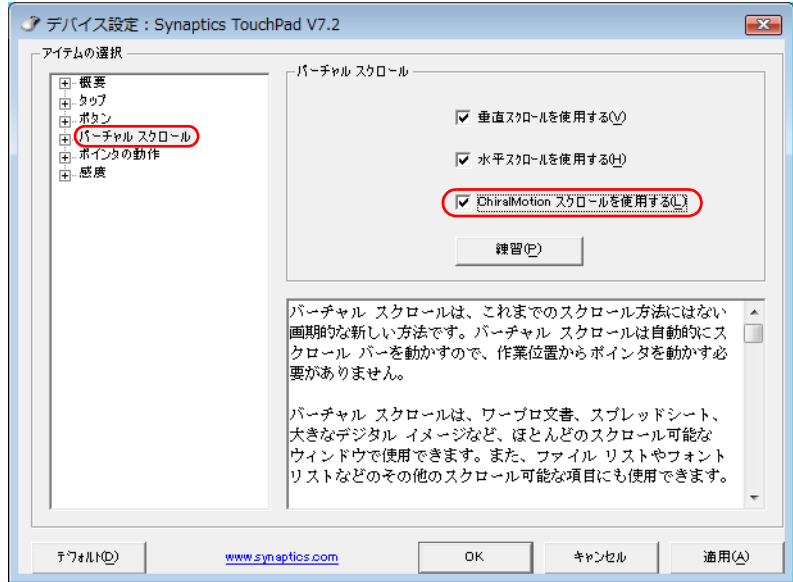 デバイス設定：Synaptics TouchPad V7.2
アイテムの選択
概要
タップ
ボタン
バーチャル スクロール
ポインタの動作
感度
バーチャル スクロール
垂直スクロールを使用する(V)
水平スクロールを使用する(H)
ChiralMotion スクロールを使用する(L)
練習(P)
バーチャル スクロールは、これまでのスクロール方法にはない
画期的な新しい方法です。バーチャル スクロールは自動的にス
クロール バーを動かすので、作業位置からポインタを動かす必
要がありません。
バーチャル スクロールは、ワープロ文書、スプレッドシート、
大きなデジタル イメージなど、ほとんどのスクロール可能な
ウィンドウで使用できます。また、ファイル リストやフォント
リストなどのその他のスクロール可能な項目にも使用できます。
デフォルト(D)
www.synaptics.com
OK
キャンセル
適用(A)